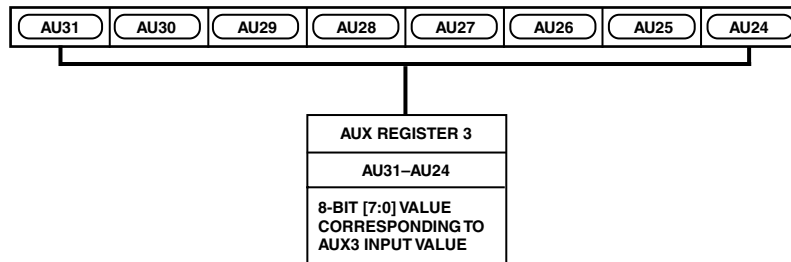 AU31 AU30 AU29 AU28 AU27 AU26 AU25 AU24
AUX REGISTER 3
AU31–AU24
8-BIT [7:0] VALUE
CORRESPONDING TO
AUX3 INPUT VALUE